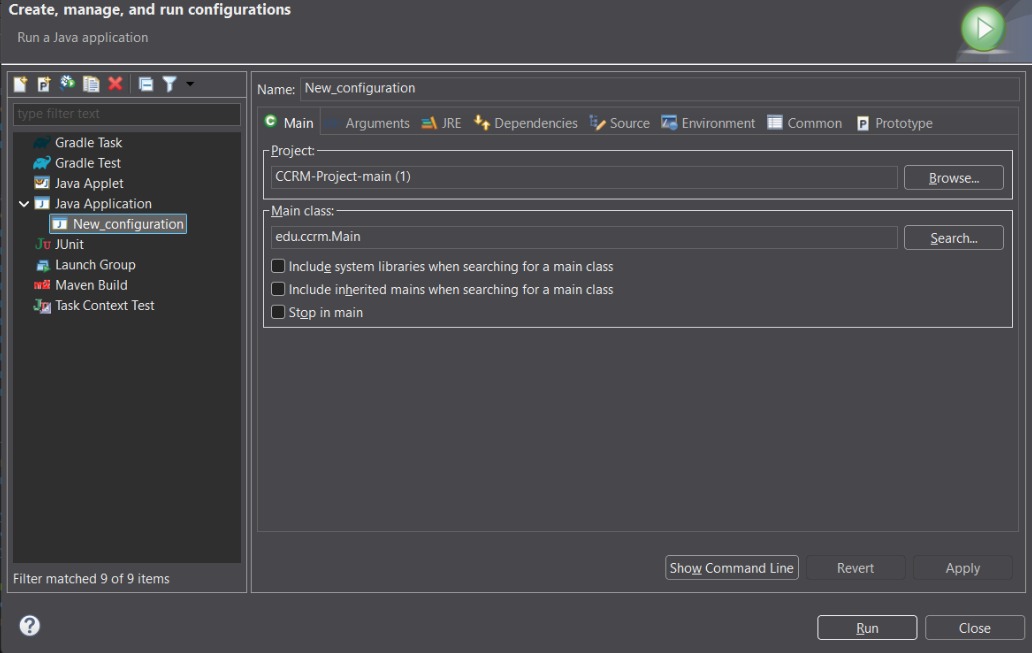 Create, manage, and run configurations
Run a Java application
type filter text
Gradle Task
Gradle Test
Java Applet
Java Application
New_configuration
JUnit
Launch Group
Maven Build
Task Context Test
Filter matched 9 of 9 items
Name: New_configuration
Main Arguments JRE Dependencies Source Environment Common Prototype
Project:
CCRM-Project-main (1) Browse...
Main class:
edu.ccrm.Main Search...
Include system libraries when searching for a main class
Include inherited mains when searching for a main class
Stop in main
Show Command Line Revert Apply
Run Close